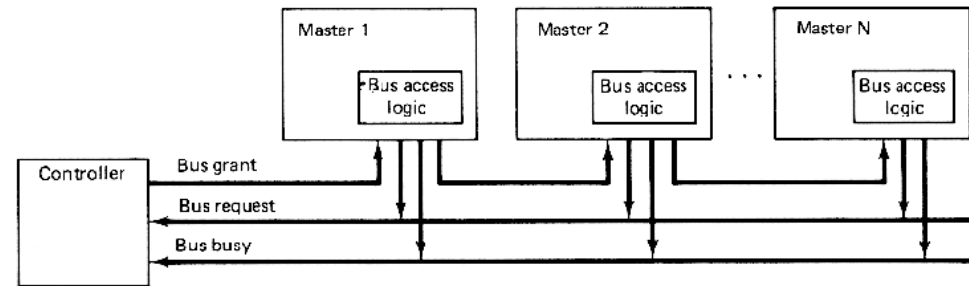 Master 1
Master 2
Master N
Bus access
logic
Bus access
logic
. . .
Bus access
logic
Controller
Bus grant
Bus request
Bus busy